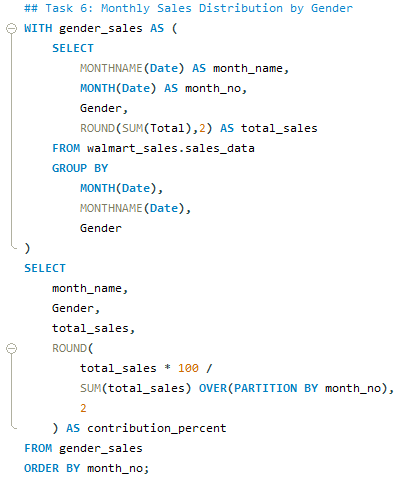 ## Task 6: Monthly Sales Distribution by Gender
WITH gender_sales AS (
SELECT
MONTHNAME(Date) AS month_name,
MONTH(Date) AS month_no,
Gender,
ROUND(SUM(Total),2) AS total_sales
FROM walmart_sales.sales_data
GROUP BY
MONTH(Date),
MONTHNAME(Date),
Gender
)
SELECT
month_name,
Gender,
total_sales,
ROUND(
total_sales * 100 /
SUM(total_sales) OVER(PARTITION BY month_no),
2
) AS contribution_percent
FROM gender_sales
ORDER BY month_no;